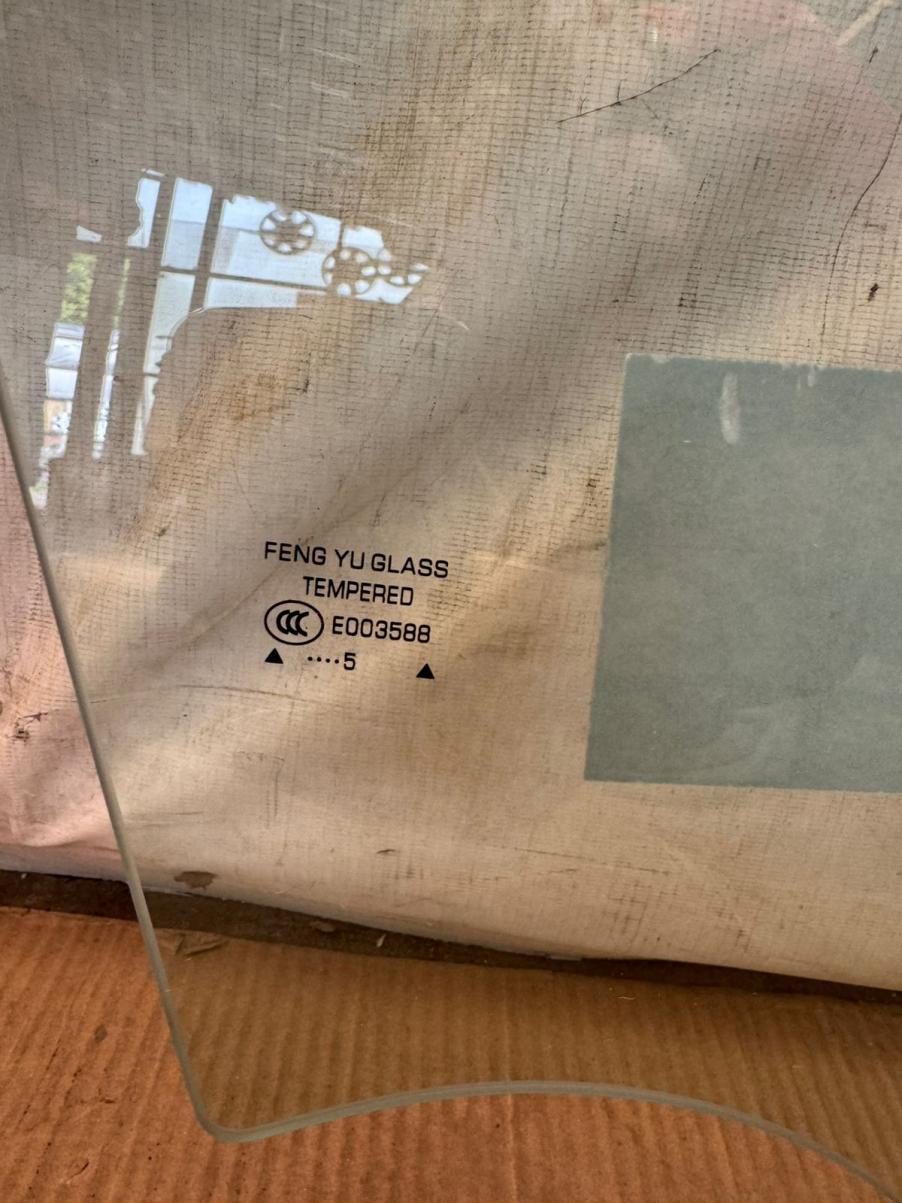 FENG YU GLASS
TEMPERED
CCC E003588
▲ ····5 ▲